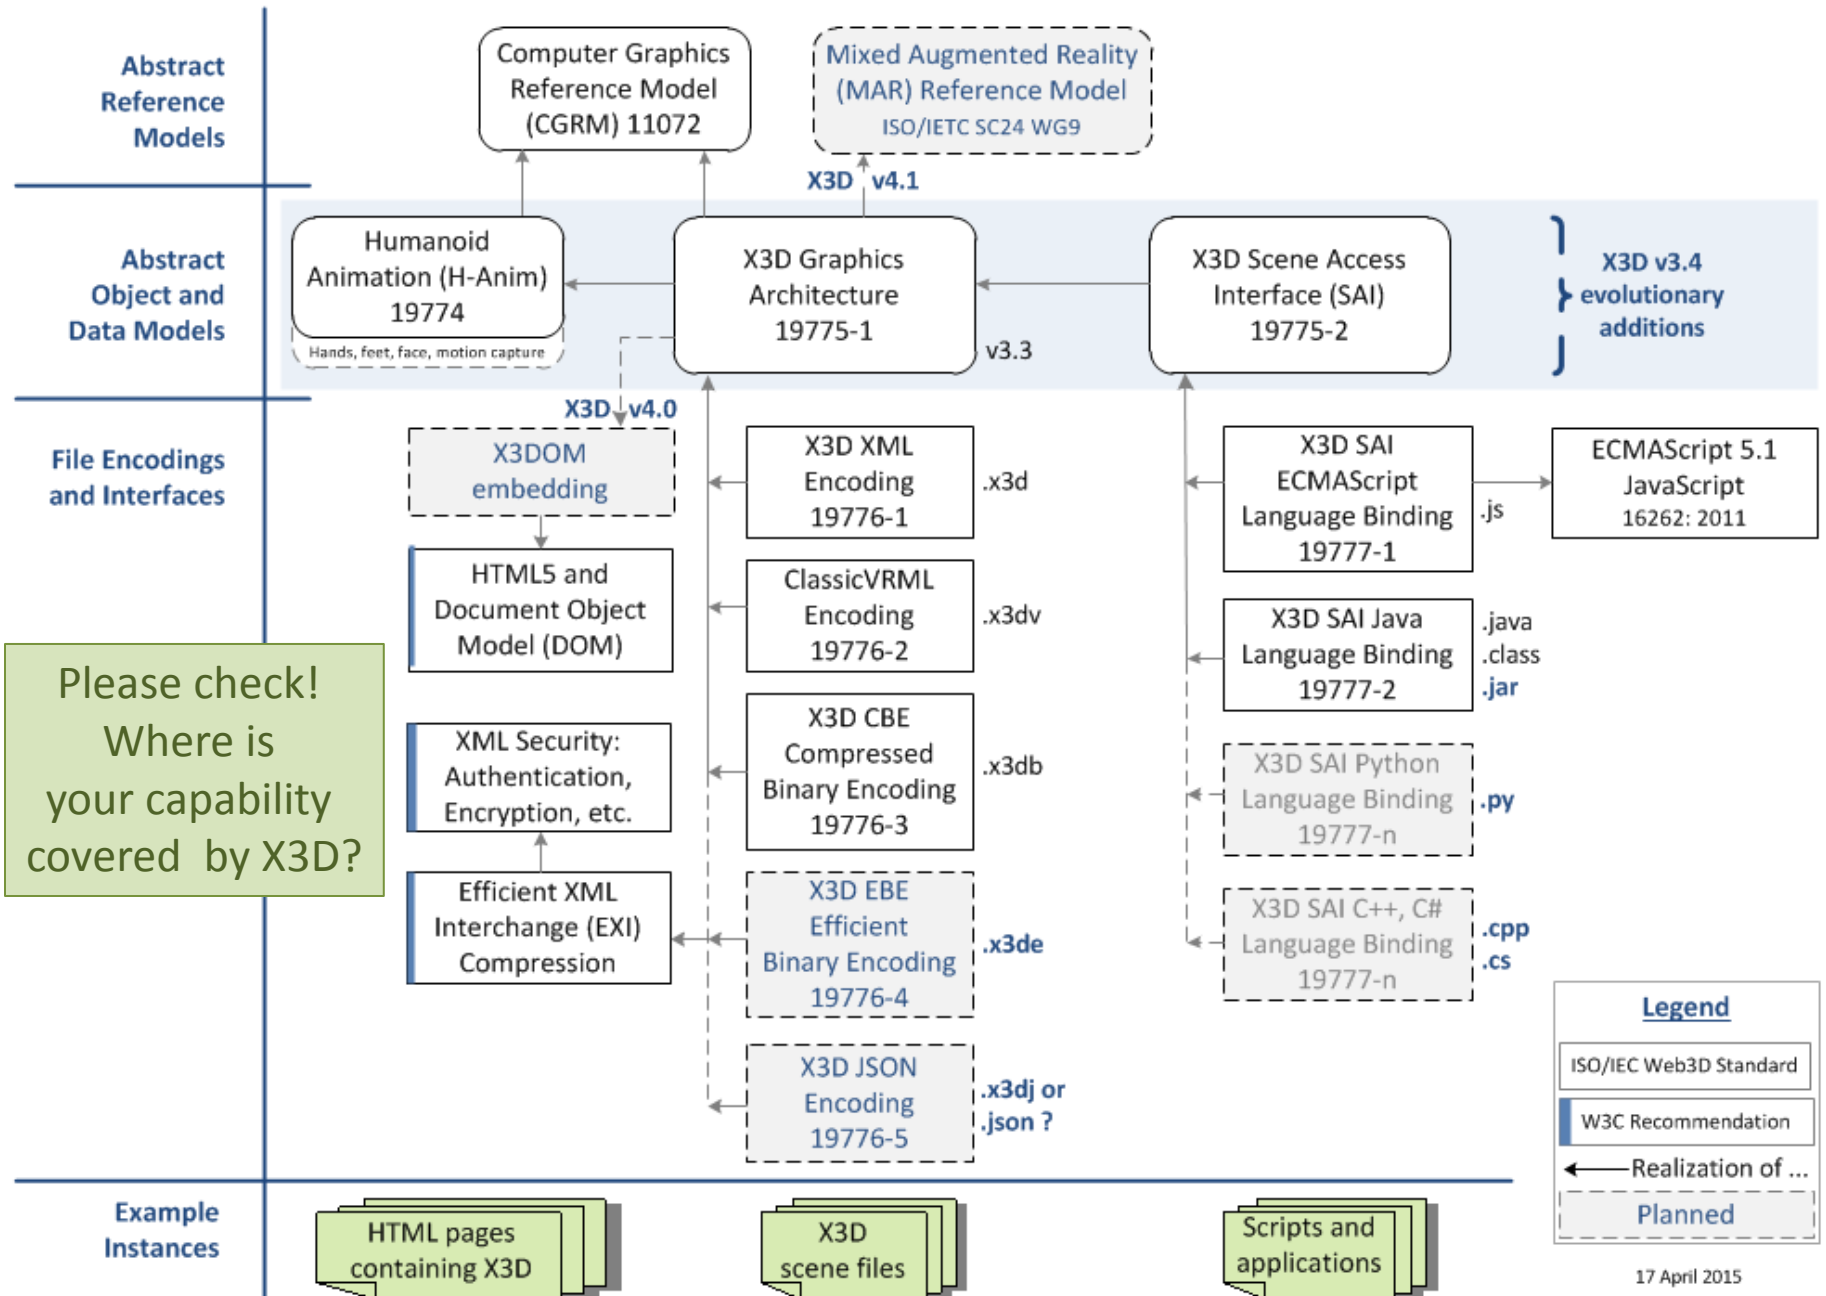 Abstract
Reference
Models
Computer Graphics
Reference Model
(CGRM) 11072
Mixed Augmented Reality
(MAR) Reference Model
ISO/IETC SC24 WG9
X3D v4.1
Abstract
Object and
Data Models
Humanoid
Animation (H-Anim)
19774
Hands, feet, face, motion capture
X3D Graphics
Architecture
19775-1
v3.3
X3D Scene Access
Interface (SAI)
19775-2
X3D v3.4
evolutionary
additions
File Encodings
and Interfaces
X3D v4.0
X3DOM
embedding
HTML5 and
Document Object
Model (DOM)
XML Security:
Authentication,
Encryption, etc.
Efficient XML
Interchange (EXI)
Compression
X3D XML
Encoding
19776-1
.x3d
ClassicVRML
Encoding
19776-2
.x3dv
X3D CBE
Compressed
Binary Encoding
19776-3
.x3db
X3D EBE
Efficient
Binary Encoding
19776-4
.x3de
X3D JSON
Encoding
19776-5
.x3dj or
.json ?
X3D SAI
ECMAScript
Language Binding
19777-1
.js
ECMAScript 5.1
JavaScript
16262: 2011
X3D SAI Java
Language Binding
19777-2
.java
.class
.jar
X3D SAI Python
Language Binding
19777-n
.py
X3D SAI C++, C#
Language Binding
19777-n
.cpp
.cs
Please check!
Where is
your capability
covered by X3D?
Legend
ISO/IEC Web3D Standard
W3C Recommendation
Realization of ...
Planned
17 April 2015
Example
Instances
HTML pages
containing X3D
X3D
scene files
Scripts and
applications